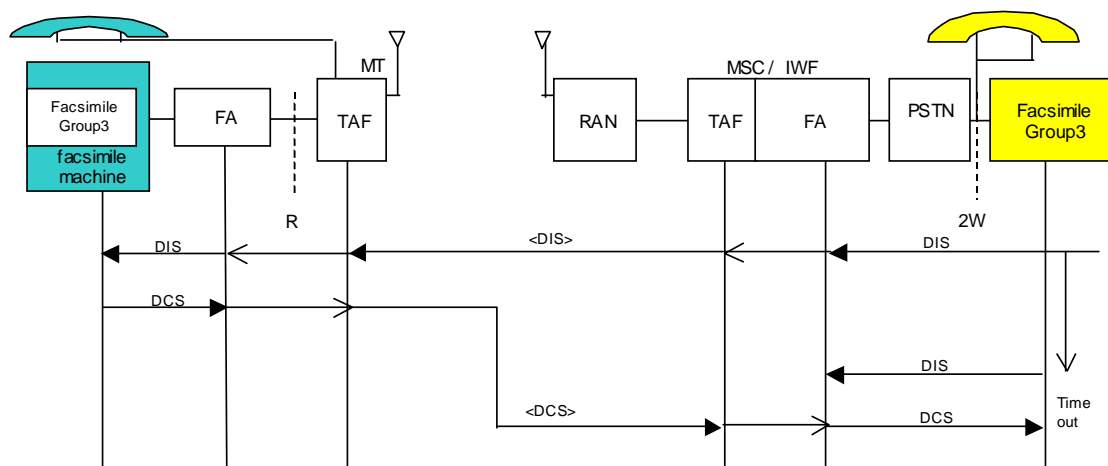 MT
MSC / IWF
Facsimile
Group3
facsimile
machine
FA
TAF
RAN
TAF
FA
PSTN
Facsimile
Group3
R
2W
DIS
<DIS>
DIS
DCS
DIS
<DCS>
DCS
Time
out